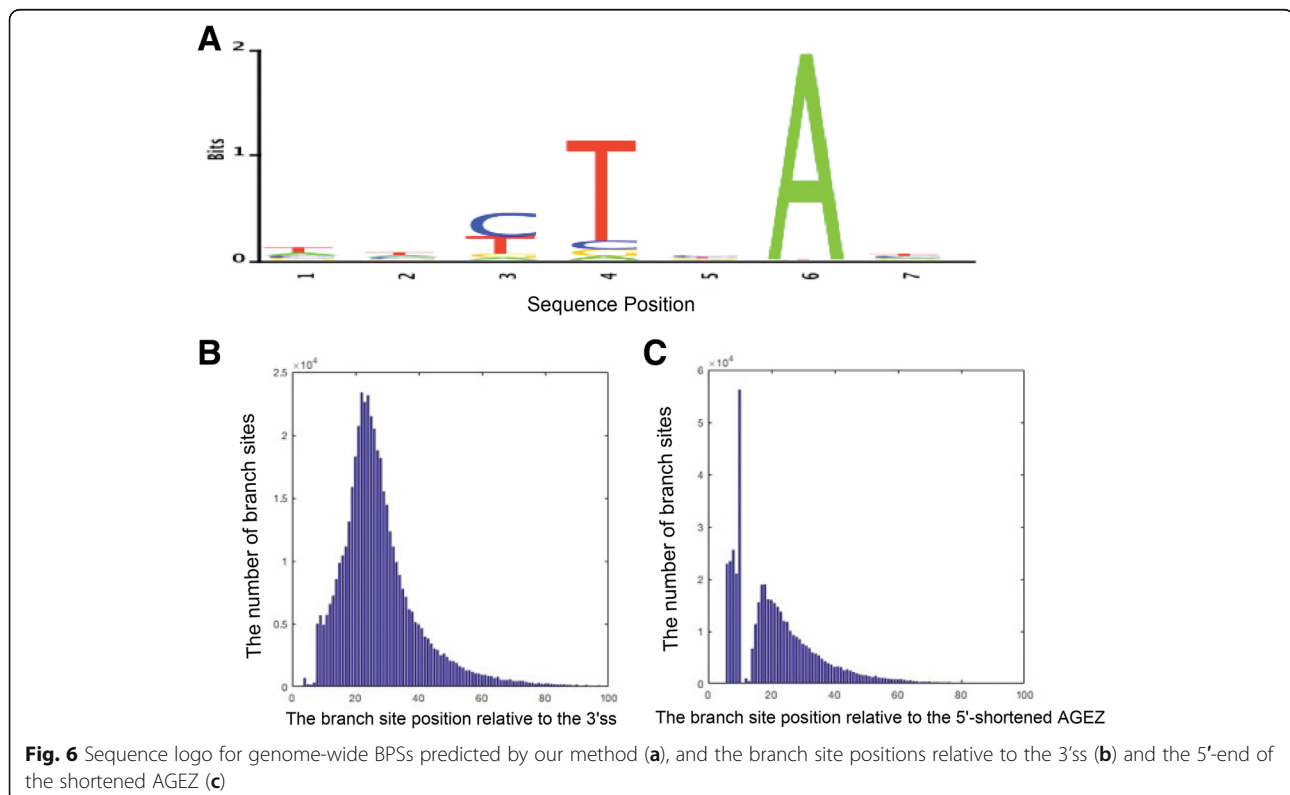 A
2
1
0
Bits
T
C
T
T
C
A
1
2
3
4
5
6
7
Sequence Position
B
×10⁴
2.5
2
1.5
1
0.5
0
0 20 40 60 80 100
The number of branch sites
The branch site position relative to the 3'ss
C
×10⁴
6
5
4
3
2
1
0
0 20 40 60 80 100
The number of branch sites
The branch site position relative to the 5'-shortened AGEZ
Fig. 6 Sequence logo for genome-wide BPSs predicted by our method (a), and the branch site positions relative to the 3'ss (b) and the 5′-end of
the shortened AGEZ (c)